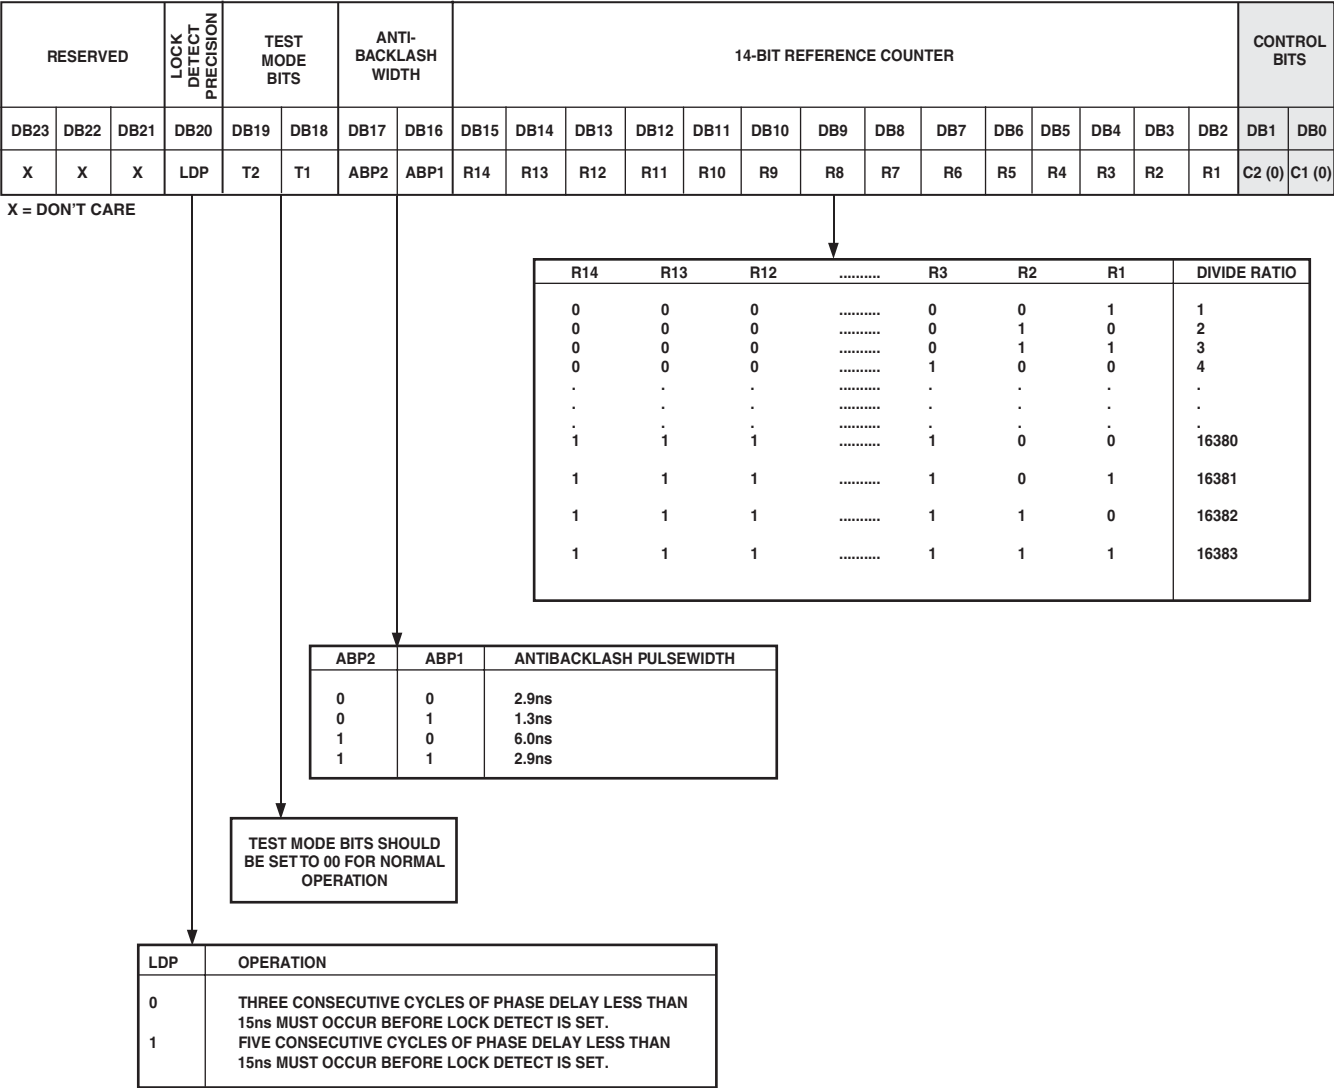 RESERVED
LOCK
DETECT
PRECISION
TEST
MODE
BITS
ANTI-
BACKLASH
WIDTH
14-BIT REFERENCE COUNTER
CONTROL
BITS
DB23 DB22 DB21 DB20 DB19 DB18 DB17 DB16 DB15 DB14 DB13 DB12 DB11 DB10 DB9 DB8 DB7 DB6 DB5 DB4 DB3 DB2 DB1 DB0
X X X LDP T2 T1 ABP2 ABP1 R14 R13 R12 R11 R10 R9 R8 R7 R6 R5 R4 R3 R2 R1 C2 (0) C1 (0)
X = DON'T CARE
R14 R13 R12 .......... R3 R2 R1 DIVIDE RATIO
0 0 0 .......... 0 0 1 1
0 0 0 .......... 0 1 0 2
0 0 0 .......... 0 1 1 3
0 0 0 .......... 1 0 0 4
. . . .......... . . . .
. . . .......... . . . .
. . . .......... . . . .
1 1 1 .......... 1 0 0 16380
1 1 1 .......... 1 0 1 16381
1 1 1 .......... 1 1 0 16382
1 1 1 .......... 1 1 1 16383
ABP2 ABP1 ANTIBACKLASH PULSEWIDTH
0 0 2.9ns
0 1 1.3ns
1 0 6.0ns
1 1 2.9ns
TEST MODE BITS SHOULD
BE SET TO 00 FOR NORMAL
OPERATION
LDP OPERATION
0 THREE CONSECUTIVE CYCLES OF PHASE DELAY LESS THAN
15ns MUST OCCUR BEFORE LOCK DETECT IS SET.
1 FIVE CONSECUTIVE CYCLES OF PHASE DELAY LESS THAN
15ns MUST OCCUR BEFORE LOCK DETECT IS SET.